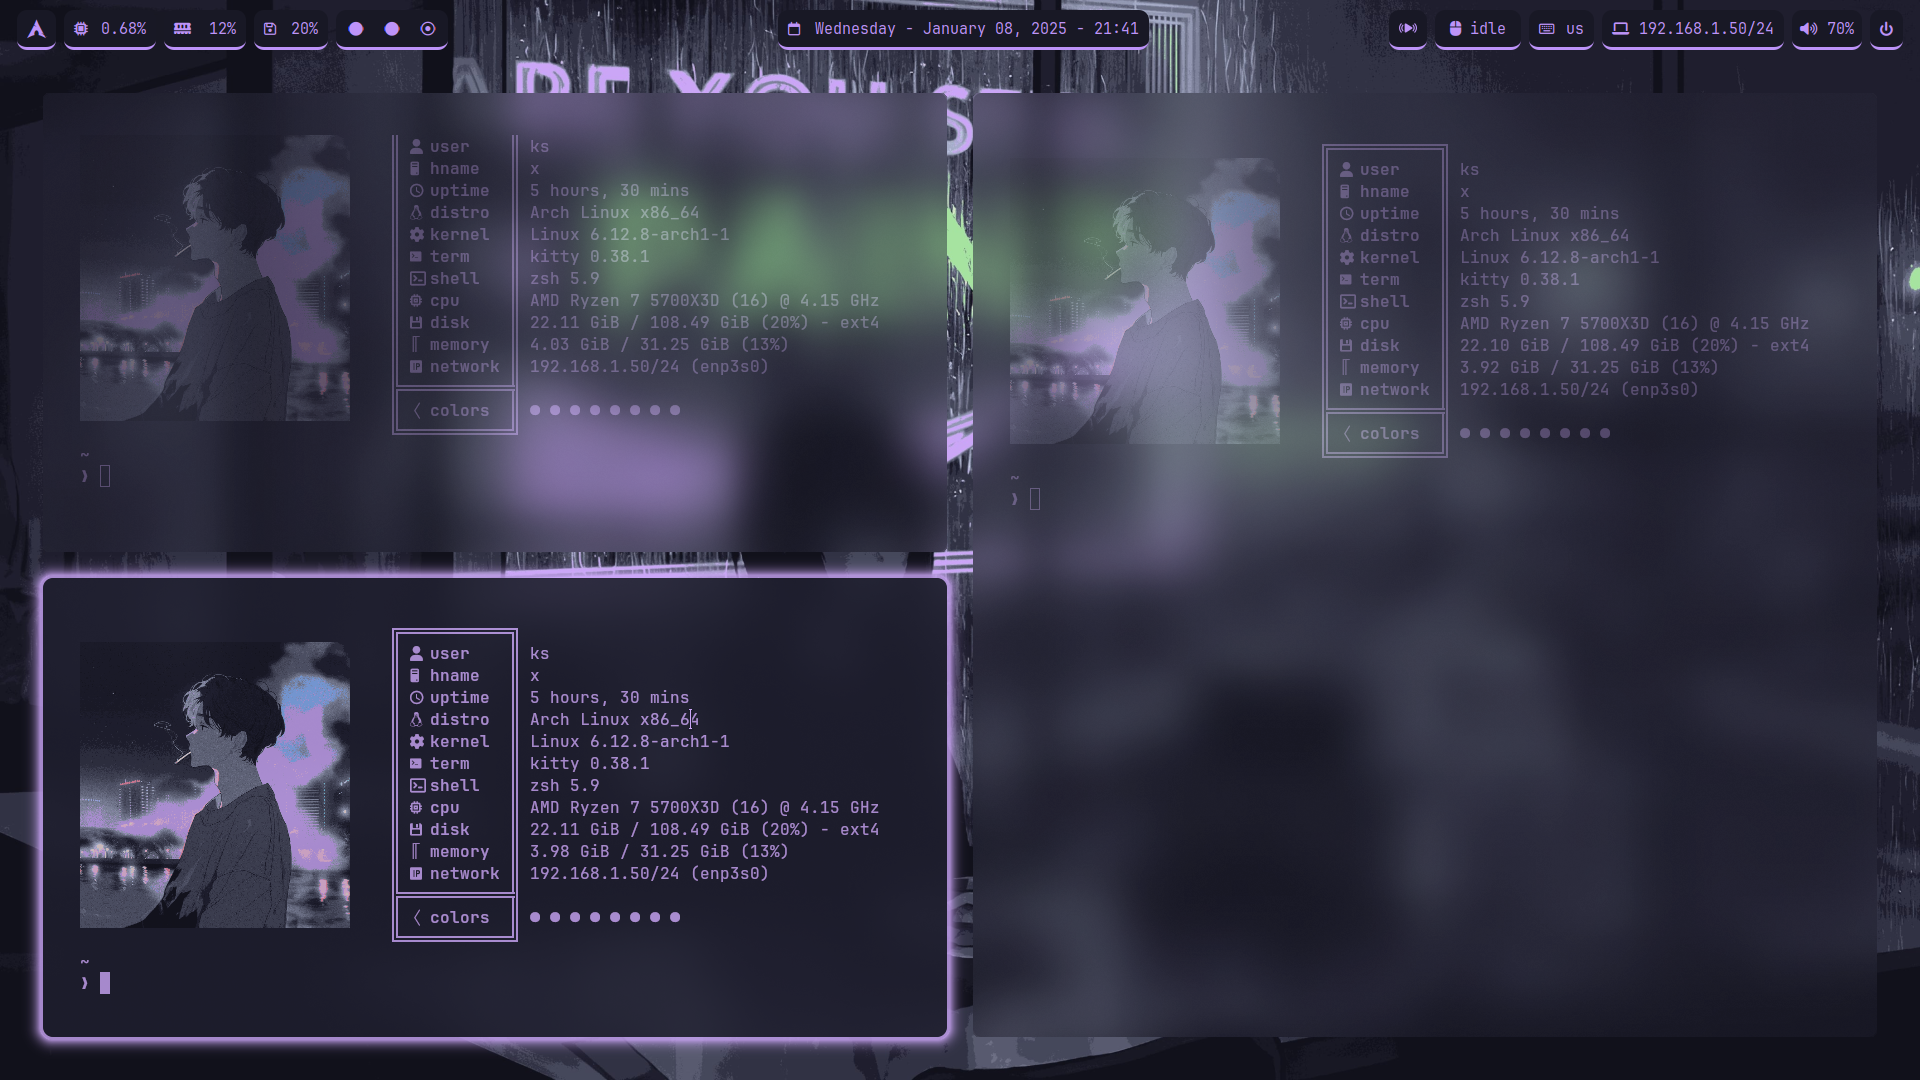 0.68% 12% 20% Wednesday - January 08, 2025 - 21:41 idle us 192.168.1.50/24 70%
user ks
hname x
uptime 5 hours, 30 mins
distro Arch Linux x86_64
kernel Linux 6.12.8-arch1-1
term kitty 0.38.1
shell zsh 5.9
cpu AMD Ryzen 7 5700X3D (16) @ 4.15 GHz
disk 22.11 GiB / 108.49 GiB (20%) - ext4
memory 4.03 GiB / 31.25 GiB (13%)
network 192.168.1.50/24 (enp3s0)
colors
~
❯
user ks
hname x
uptime 5 hours, 30 mins
distro Arch Linux x86_64
kernel Linux 6.12.8-arch1-1
term kitty 0.38.1
shell zsh 5.9
cpu AMD Ryzen 7 5700X3D (16) @ 4.15 GHz
disk 22.11 GiB / 108.49 GiB (20%) - ext4
memory 3.98 GiB / 31.25 GiB (13%)
network 192.168.1.50/24 (enp3s0)
colors
~
❯
user ks
hname x
uptime 5 hours, 30 mins
distro Arch Linux x86_64
kernel Linux 6.12.8-arch1-1
term kitty 0.38.1
shell zsh 5.9
cpu AMD Ryzen 7 5700X3D (16) @ 4.15 GHz
disk 22.10 GiB / 108.49 GiB (20%) - ext4
memory 3.92 GiB / 31.25 GiB (13%)
network 192.168.1.50/24 (enp3s0)
colors
~
❯